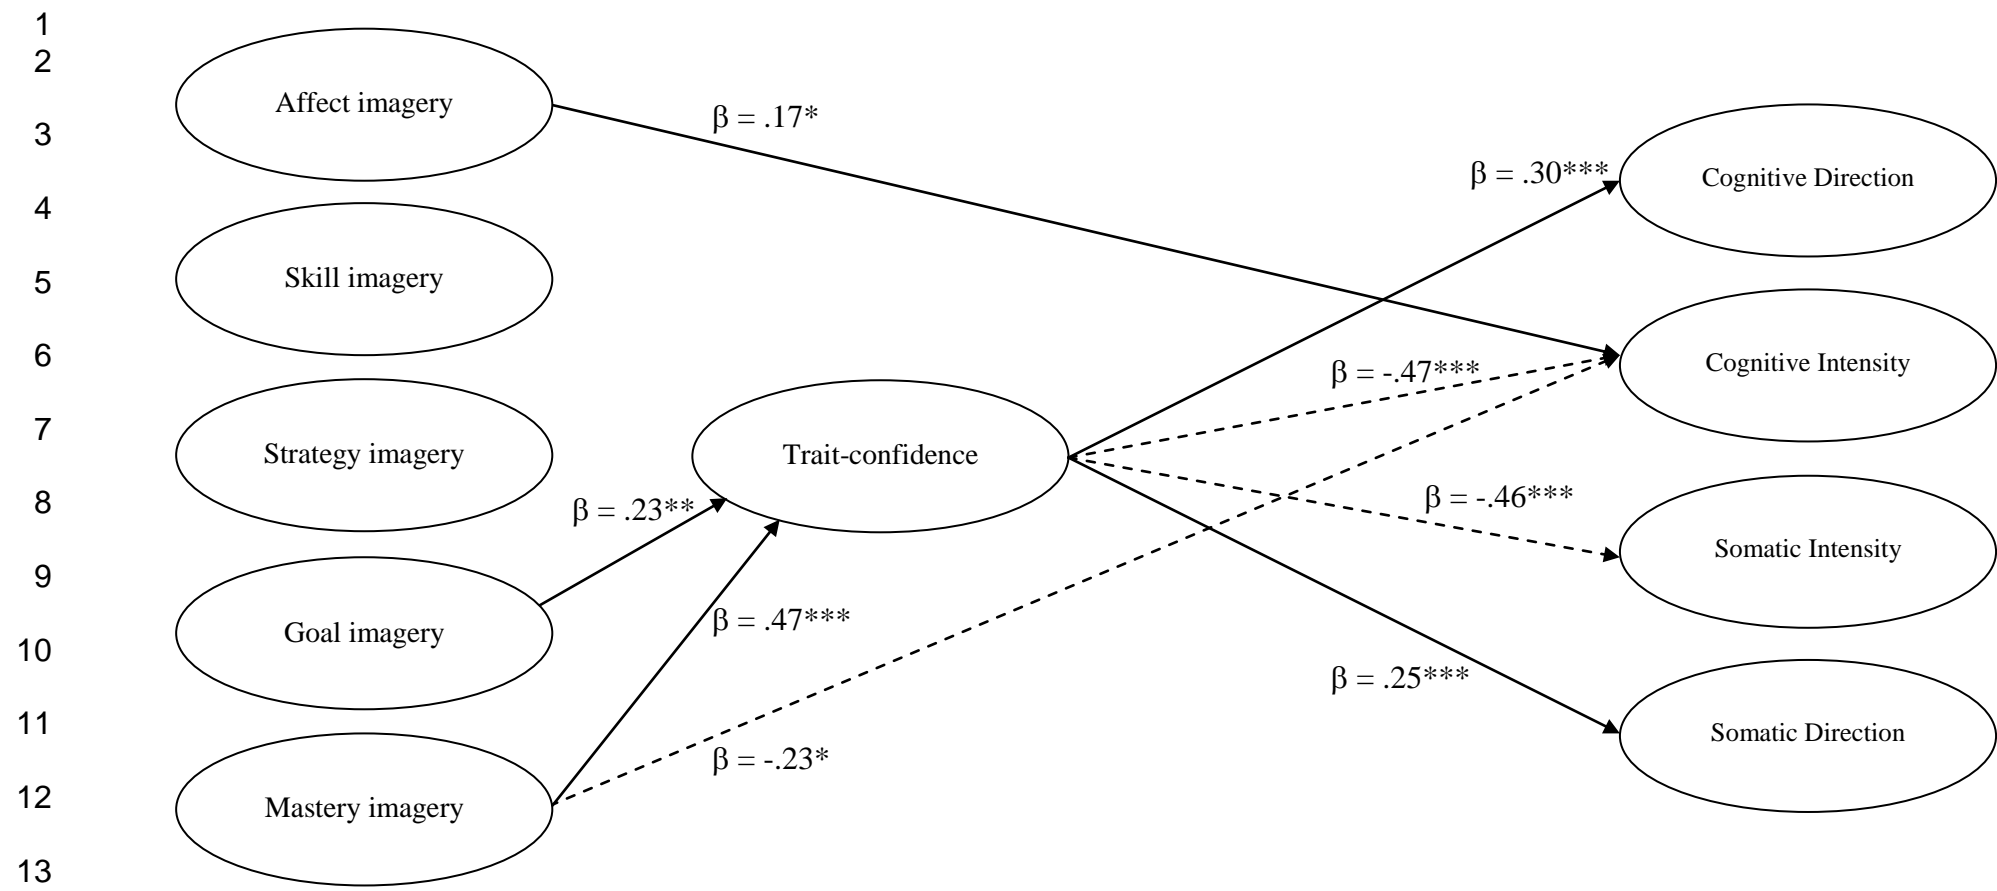 1
2
Affect imagery
β = .17*
3
β = .30***
Cognitive Direction
4
5
Skill imagery
6
β = -.47***
Cognitive Intensity
7
Strategy imagery
Trait-confidence
8
β = .23**
β = -.46***
Somatic Intensity
9
Goal imagery
β = .47***
10
β = .25***
11
Somatic Direction
β = -.23*
12
Mastery imagery
13